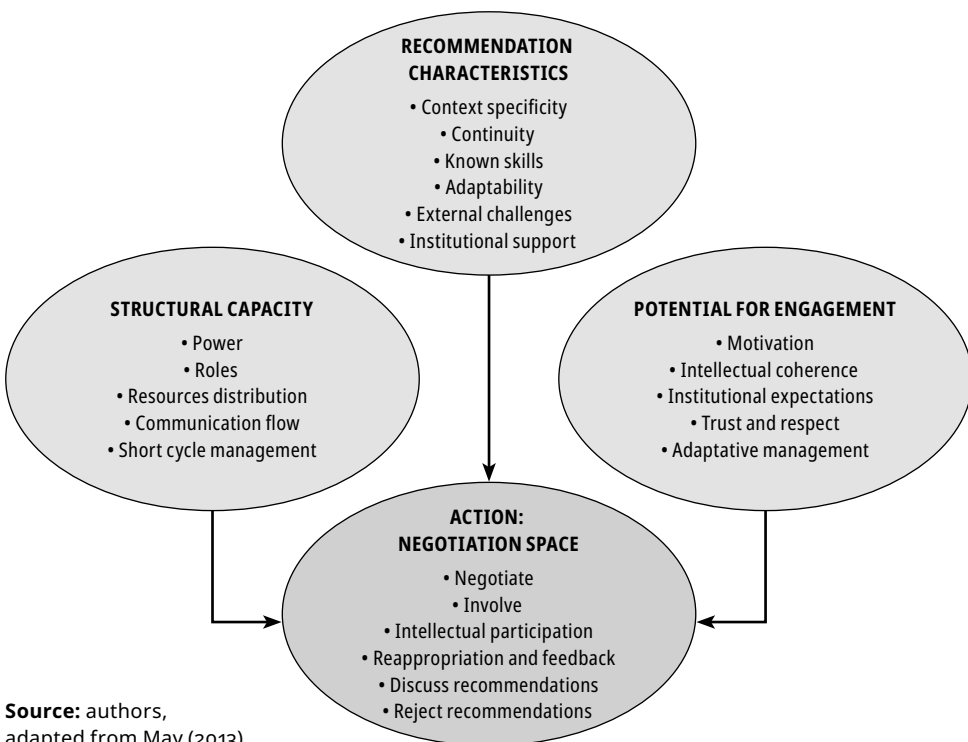 RECOMMENDATION
CHARACTERISTICS
• Context specificity
• Continuity
• Known skills
• Adaptability
• External challenges
• Institutional support
STRUCTURAL CAPACITY
• Power
• Roles
• Resources distribution
• Communication flow
• Short cycle management
POTENTIAL FOR ENGAGEMENT
• Motivation
• Intellectual coherence
• Institutional expectations
• Trust and respect
• Adaptative management
ACTION:
NEGOTIATION SPACE
• Negotiate
• Involve
• Intellectual participation
• Reappropriation and feedback
• Discuss recommendations
• Reject recommendations
Source: authors,
adapted from May (2013)